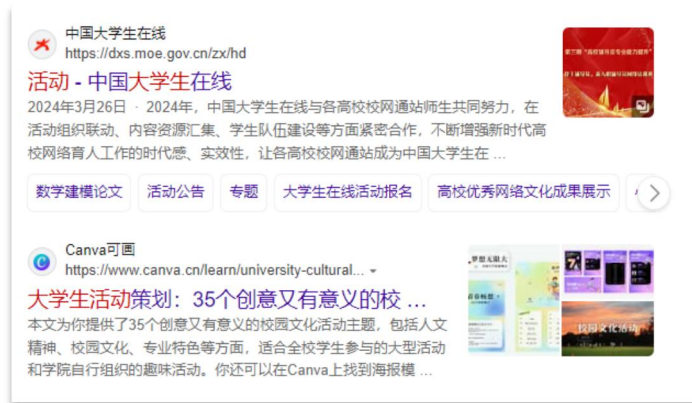 中国大学生在线
https://dxs.moe.gov.cn/zx/hd
活动 - 中国大学生在线
2024年3月26日 · 2024年，中国大学生在线与各高校校网通站师生共同努力，在
活动组织联动、内容资源汇集、学生队伍建设等方面紧密合作，不断增强新时代高
校网络育人工作的时代感、实效性，让各高校校网通站成为中国大学生在 ...
数学建模论文
活动公告
专题
大学生在线活动报名
高校优秀网络文化成果展示
Canva可画
https://www.canva.cn/learn/university-cultural...
大学生活动策划：35个创意又有意义的校 ...
本文为你提供了35个创意又有意义的校园文化活动主题，包括人文
精神、校园文化、专业特色等方面，适合全校学生参与的大型活动
和学院自行组织的趣味活动。你还可以在Canva上找到海报模 ...
梦想无限大
校园文化活动